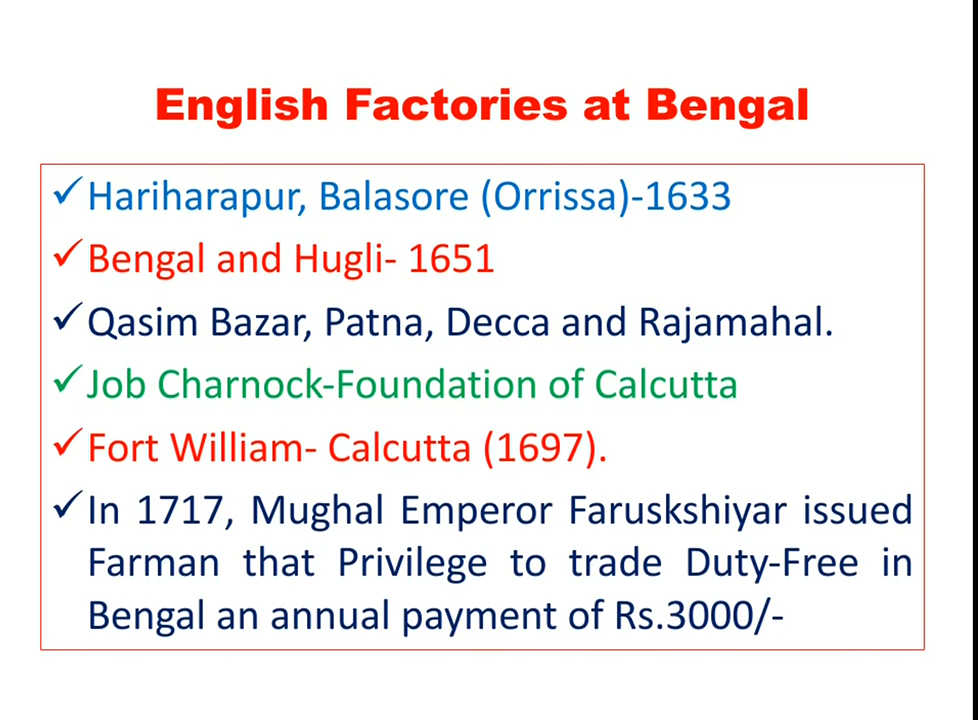 English Factories at Bengal
✓Hariharapur, Balasore (Orrissa)-1633
✓Bengal and Hugli- 1651
✓Qasim Bazar, Patna, Decca and Rajamahal.
✓Job Charnock-Foundation of Calcutta
✓Fort William- Calcutta (1697).
✓In 1717, Mughal Emperor Faruskshiyar issued
Farman that Privilege to trade Duty-Free in
Bengal an annual payment of Rs.3000/-